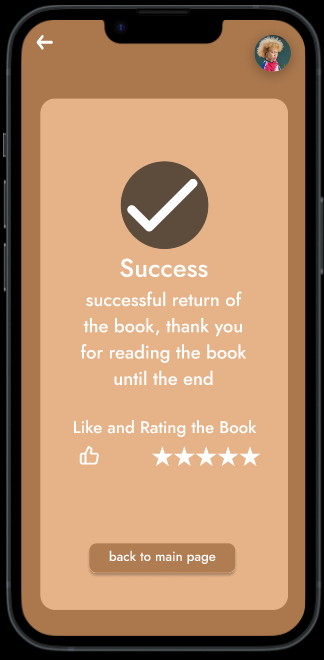 Success
successful return of
the book, thank you
for reading the book
until the end
Like and Rating the Book
back to main page